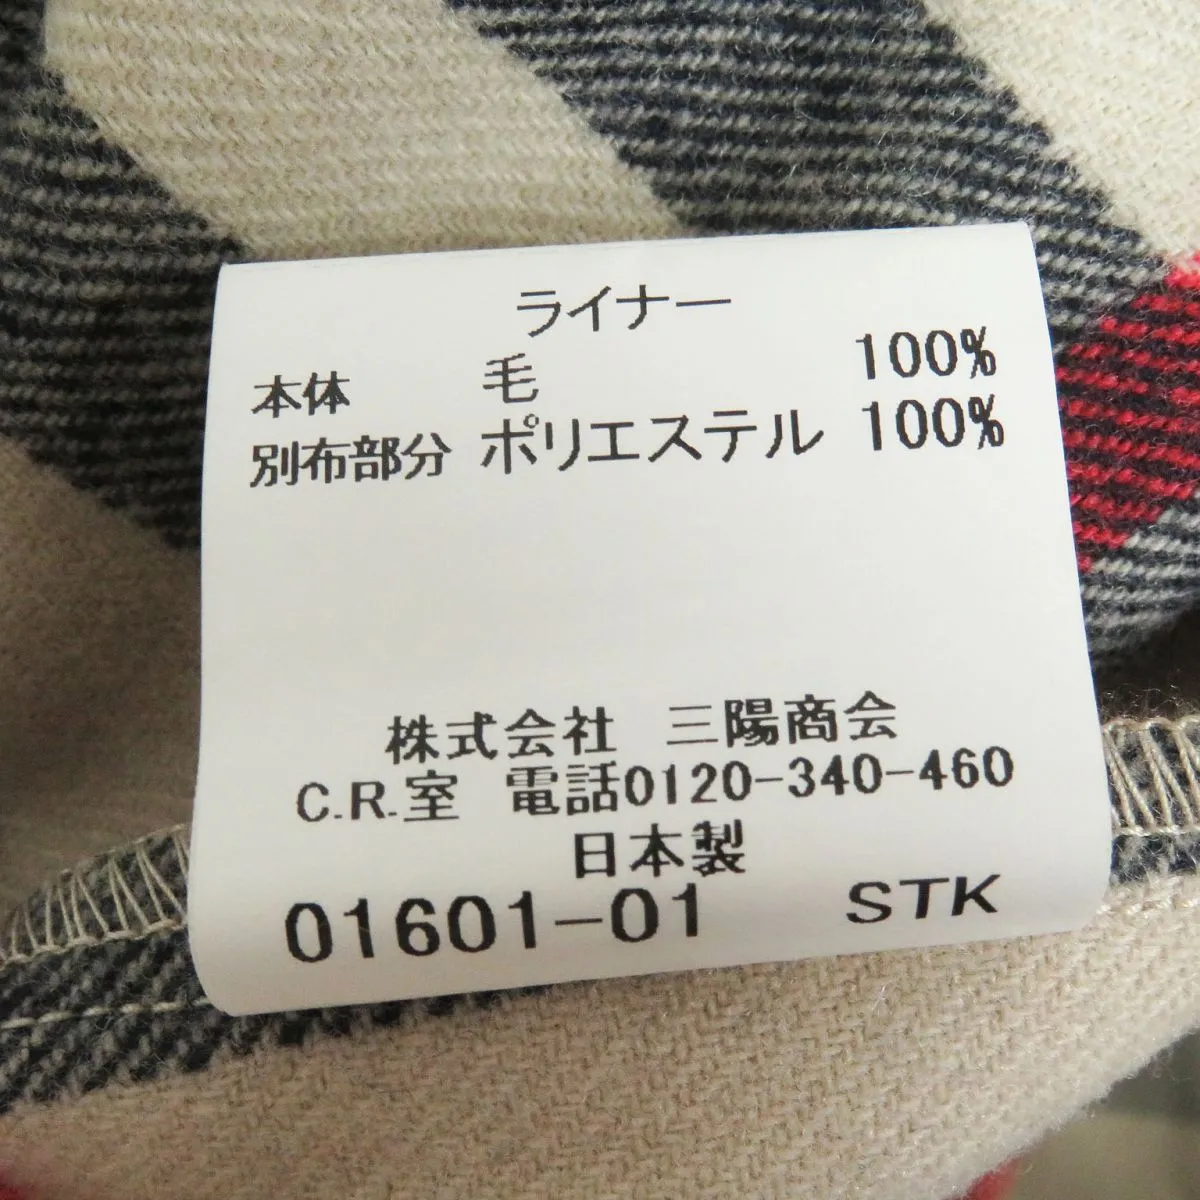 ライナー
本体 毛 100%
別布部分 ポリエステル 100%
株式会社 三陽商会
C.R.室 電話0120-340-460
日本製
01601-01 STK